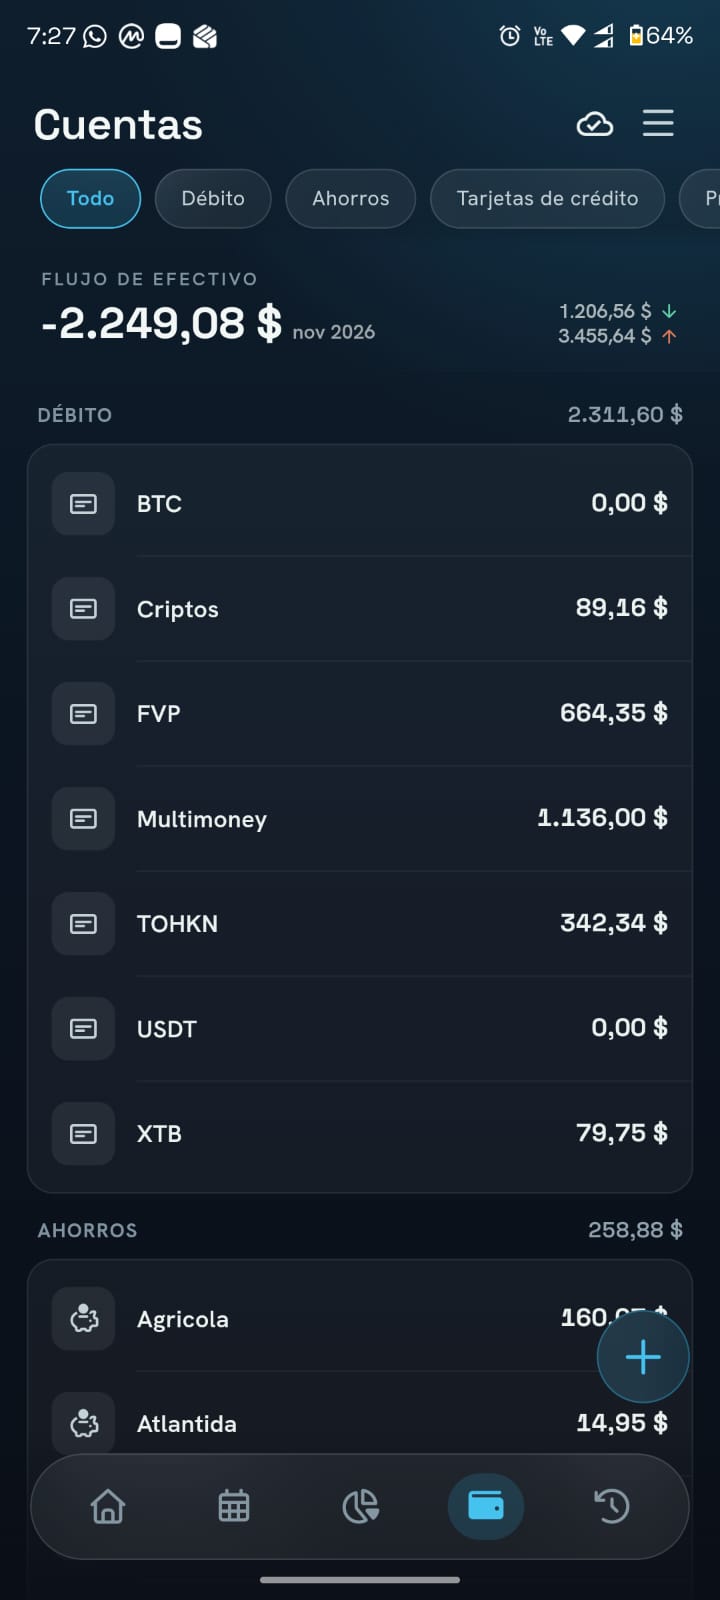 7:27 Vo LTE 64%
Cuentas
Todo Débito Ahorros Tarjetas de crédito
FLUJO DE EFECTIVO
-2.249,08 $ nov 2026
1.206,56 $ ↓
3.455,64 $ ↑
DÉBITO 2.311,60 $
BTC 0,00 $
Criptos 89,16 $
FVP 664,35 $
Multimoney 1.136,00 $
TOHKN 342,34 $
USDT 0,00 $
XTB 79,75 $
AHORROS 258,88 $
Agricola
Atlantida 14,95 $